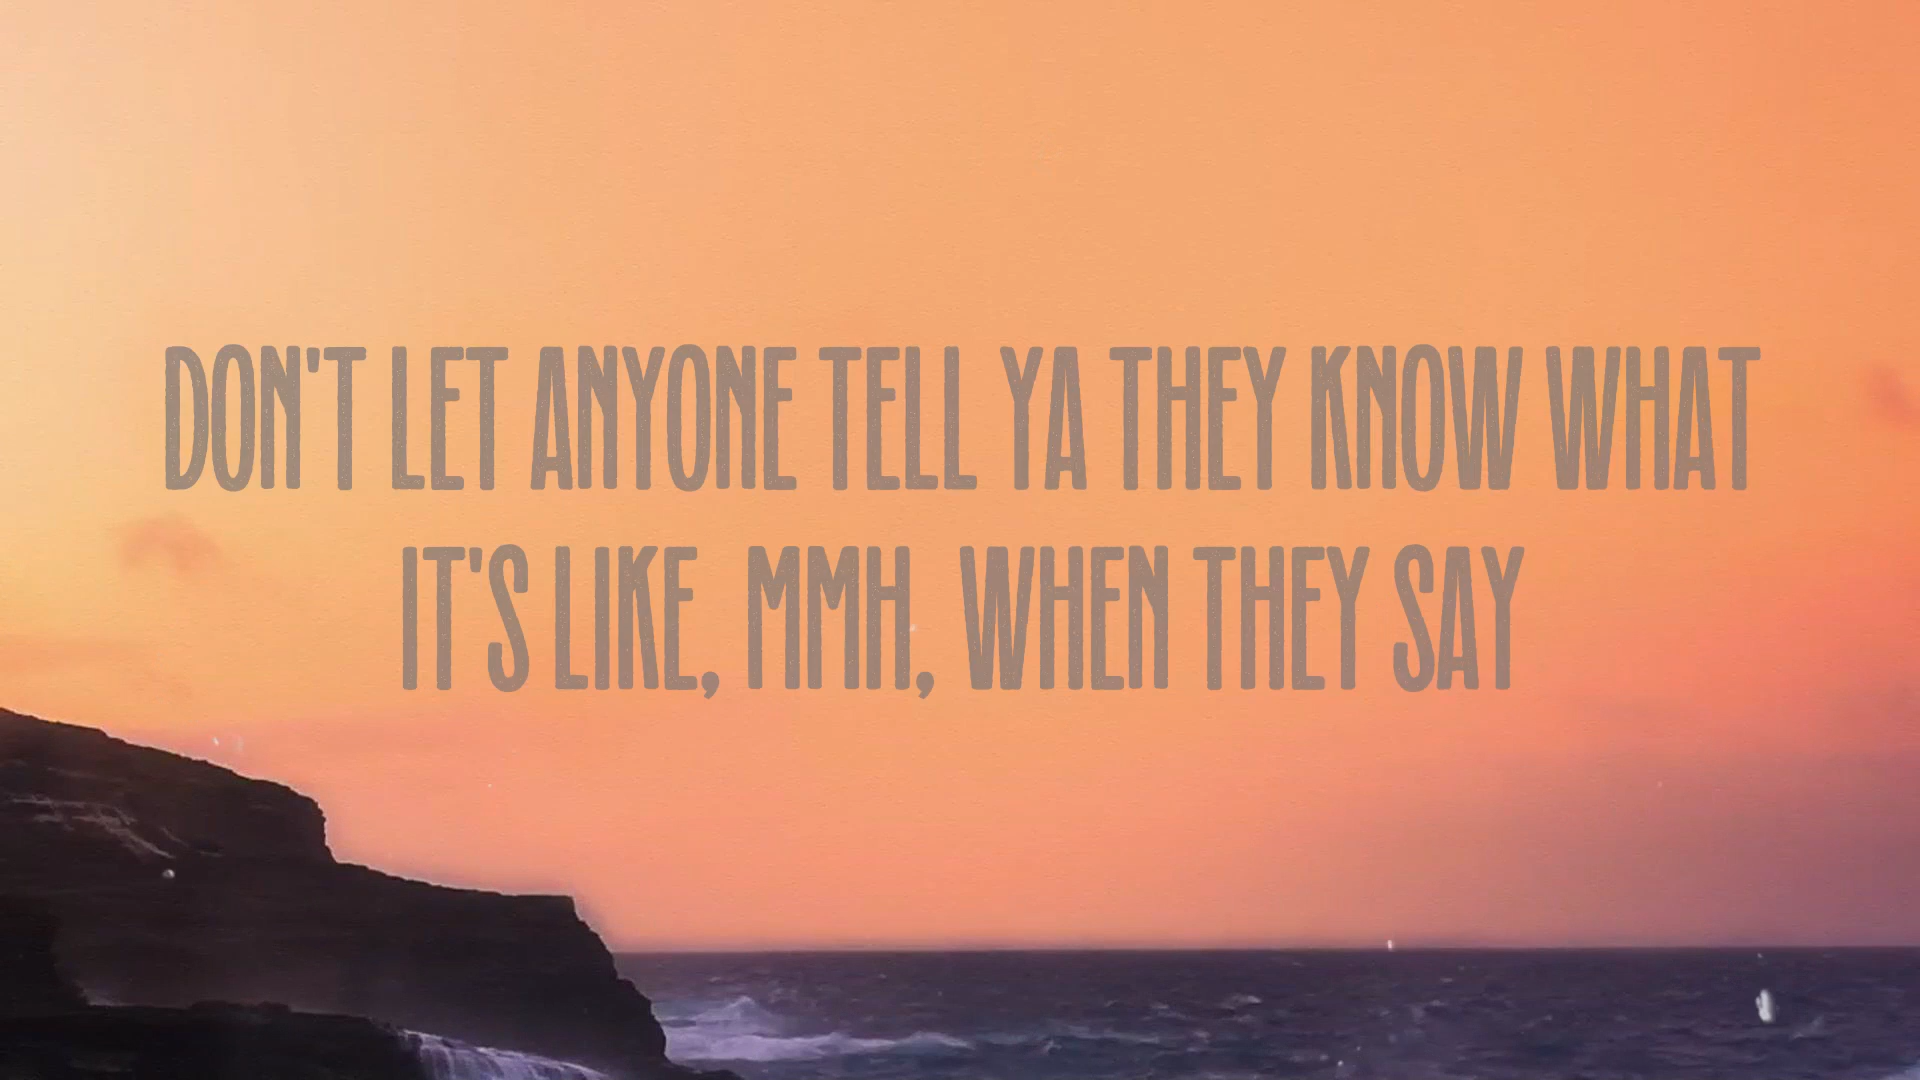 DON'T LET ANYONE TELL YA THEY KNOW WHAT
IT'S LIKE, MMH, WHEN THEY SAY